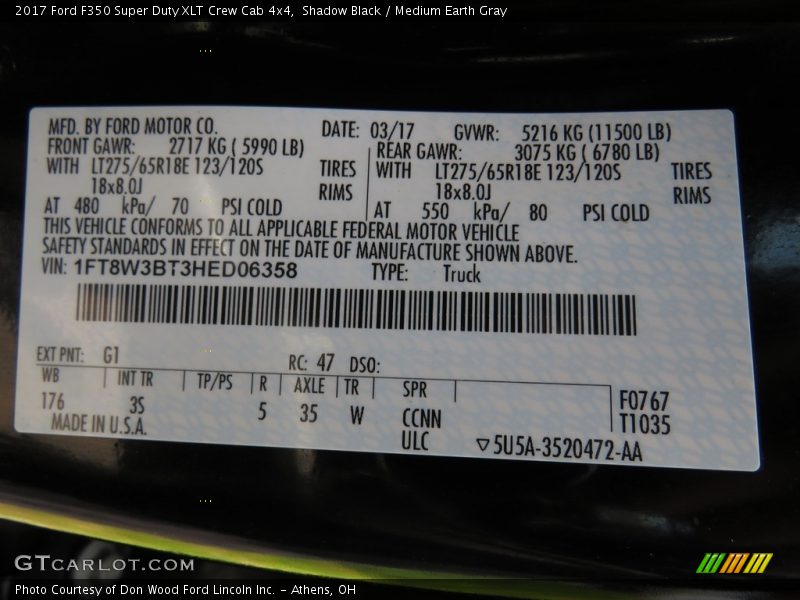 2017 Ford F350 Super Duty XLT Crew Cab 4x4, Shadow Black / Medium Earth Gray
MFD. BY FORD MOTOR CO. DATE: 03/17 GVWR: 5216 KG (11500 LB)
FRONT GAWR: 2717 KG ( 5990 LB) REAR GAWR: 3075 KG ( 6780 LB)
WITH LT275/65R18E 123/120S TIRES WITH LT275/65R18E 123/120S TIRES
18x8.0J RIMS 18x8.0J RIMS
AT 480 kPa/ 70 PSI COLD AT 550 kPa/ 80 PSI COLD
THIS VEHICLE CONFORMS TO ALL APPLICABLE FEDERAL MOTOR VEHICLE
SAFETY STANDARDS IN EFFECT ON THE DATE OF MANUFACTURE SHOWN ABOVE.
VIN: 1FT8W3BT3HED06358 TYPE: Truck
EXT PNT: G1 RC: 47 DSO:
WB INT TR TP/PS R AXLE TR SPR
176 3S 5 35 W CCNN F0767
MADE IN U.S.A. ULC T1035
▽5U5A-3520472-AA
GTCARLOT.COM
Photo Courtesy of Don Wood Ford Lincoln Inc. - Athens, OH